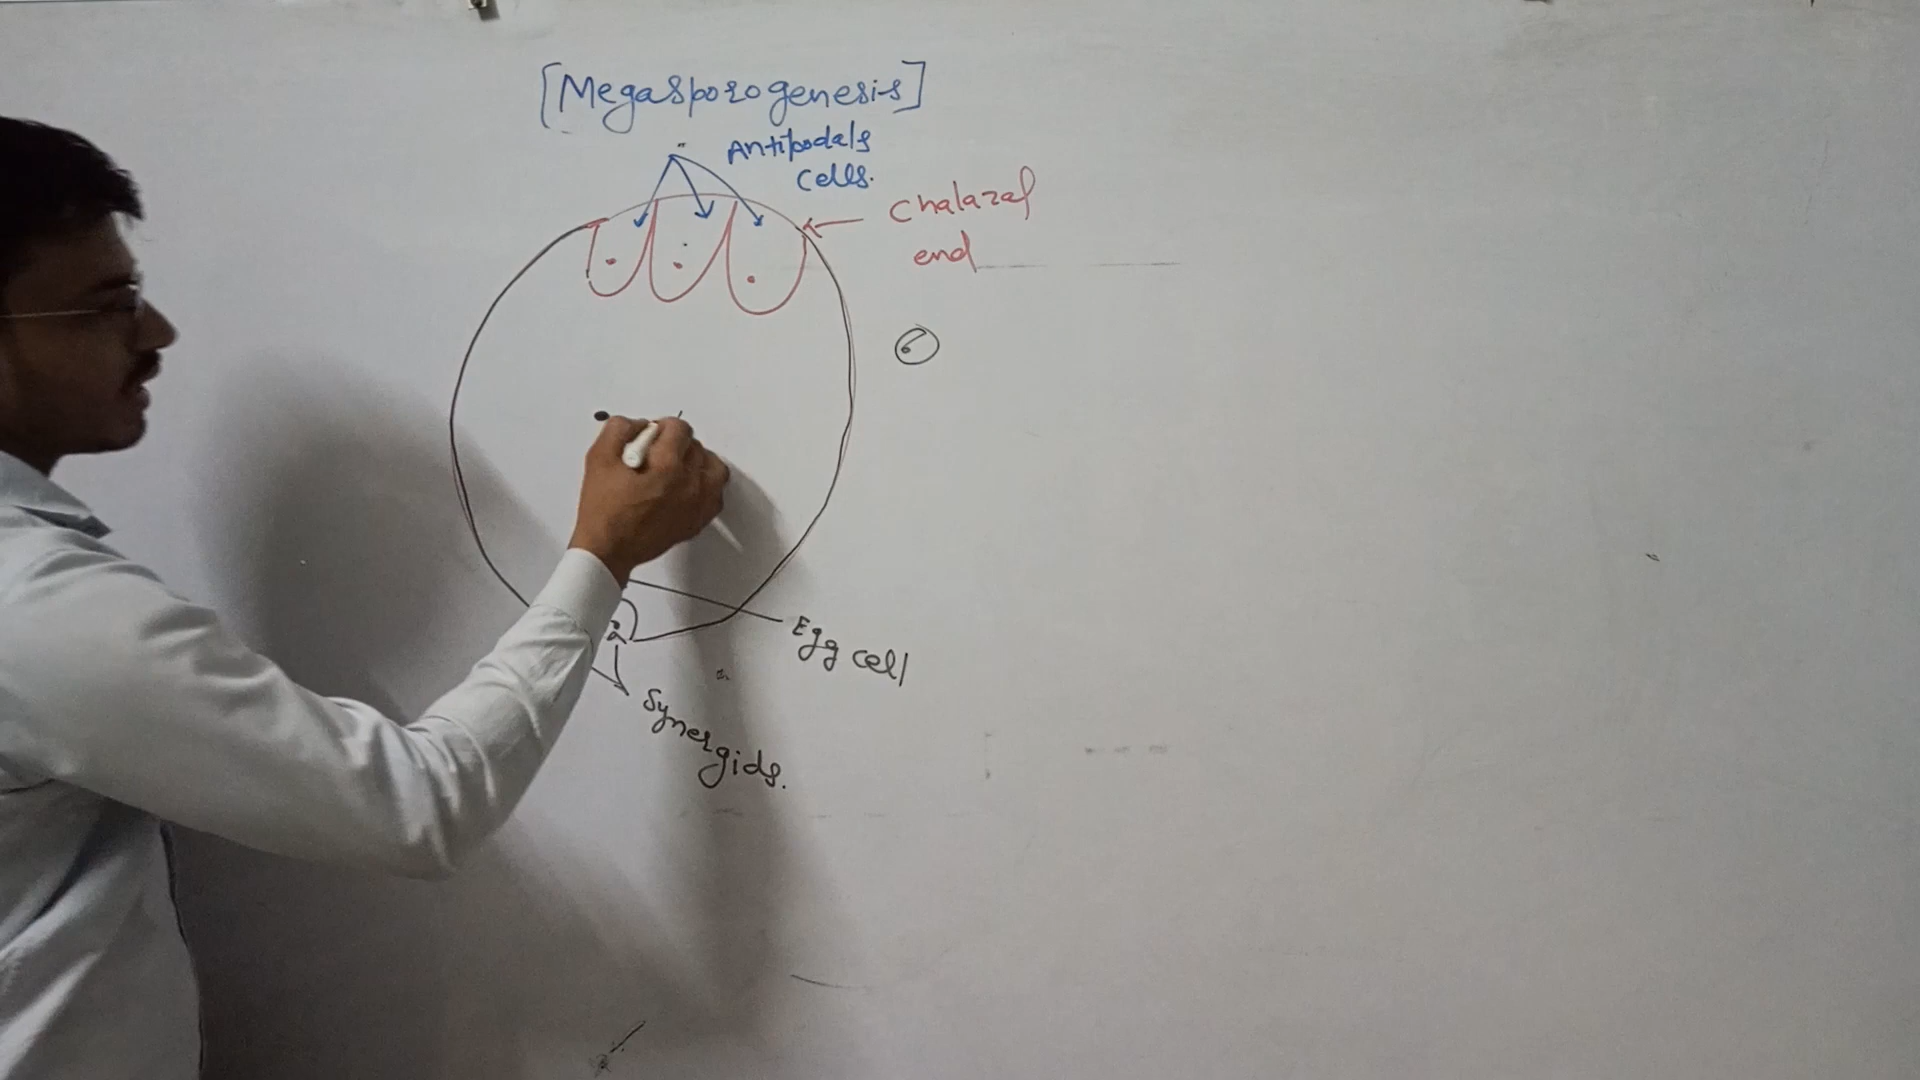 [Megasporogenesis]
Antipodals
cells.
chalazal
end
6
Egg cell
Synergids.